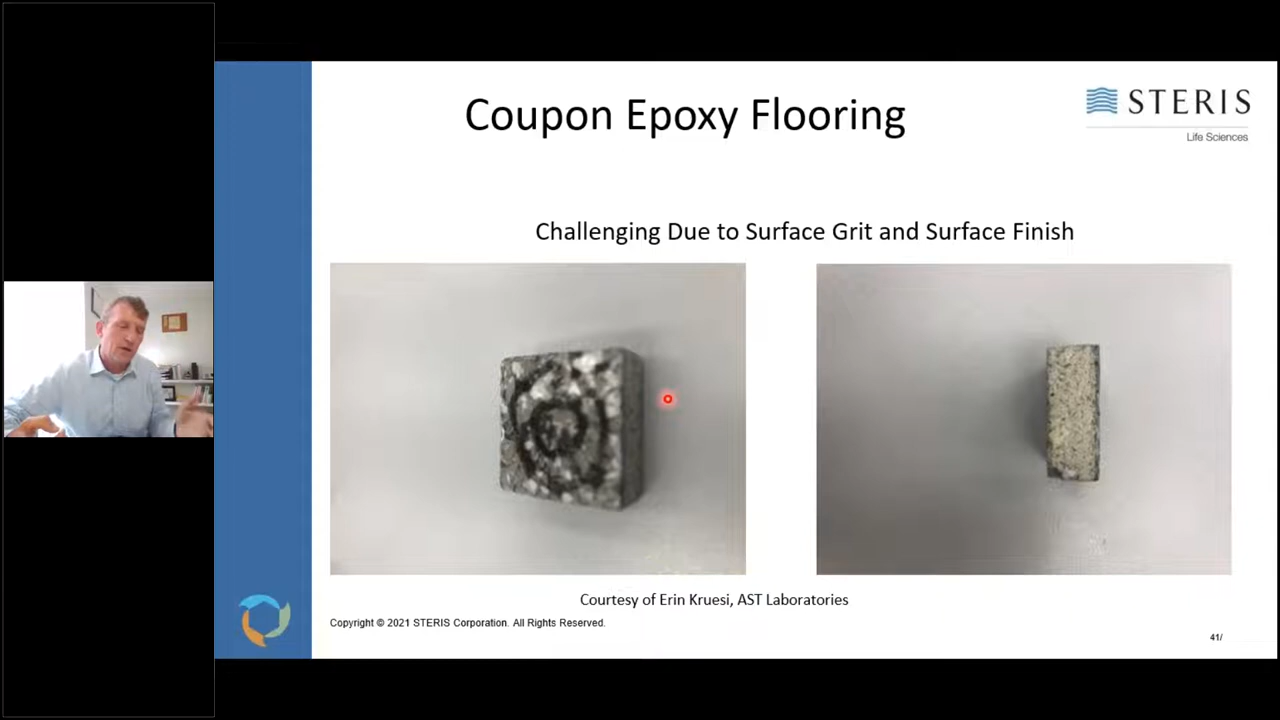 Coupon Epoxy Flooring
STERIS
Life Sciences
Challenging Due to Surface Grit and Surface Finish
Courtesy of Erin Kruesi, AST Laboratories
Copyright © 2021 STERIS Corporation. All Rights Reserved.
41/